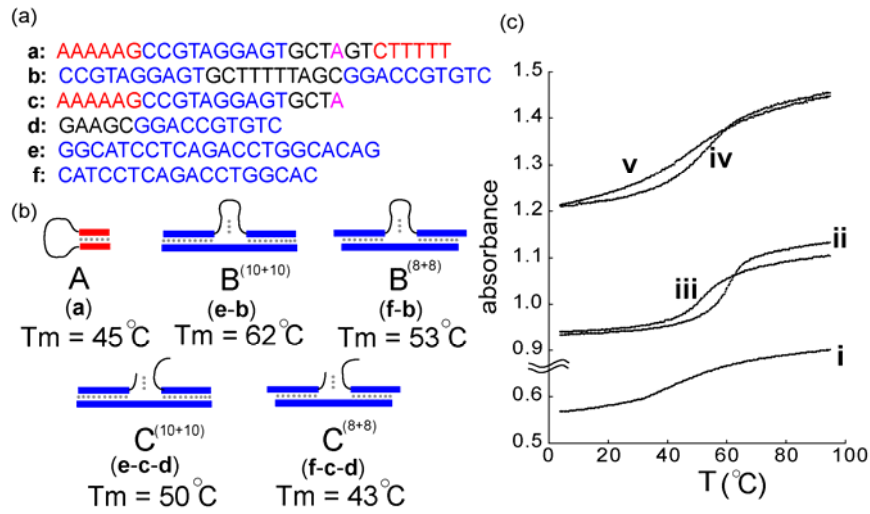 (a)
a: AAAAAGCCGTAGGAGTGCTAGTCTTTTT
b: CCGTAGGAGTGCTTTTTAGCGGACCGTGTC
c: AAAAAGCCGTAGGAGTGCTA
d: GAAGCGGACCGTGTC
e: GGCATCCTCAGACCTGGCACAG
f: CATCCTCAGACCTGGCAC
(b)
A B(10+10) B(8+8)
(a) (e-b) (f-b)
Tm = 45°C Tm = 62°C Tm = 53°C
C(10+10) C(8+8)
(e-c-d) (f-c-d)
Tm = 50°C Tm = 43°C
(c)
absorbance
1.5
1.4
1.3
1.2
1.1
1.0
0.9
0.6
0.5
v
iv
ii
iii
i
0 20 40 60 80 100
T(°C)